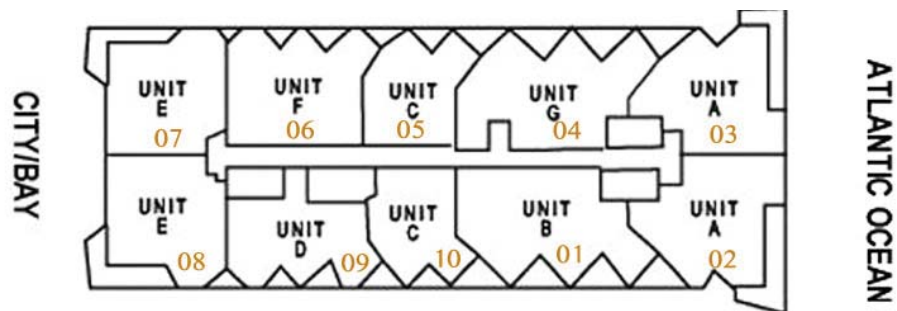 CITY/BAY
UNIT
E
07
UNIT
F
06
UNIT
C
05
UNIT
G
04
UNIT
A
03
UNIT
E
08
UNIT
D
09
UNIT
C
10
UNIT
B
01
UNIT
A
02
ATLANTIC OCEAN